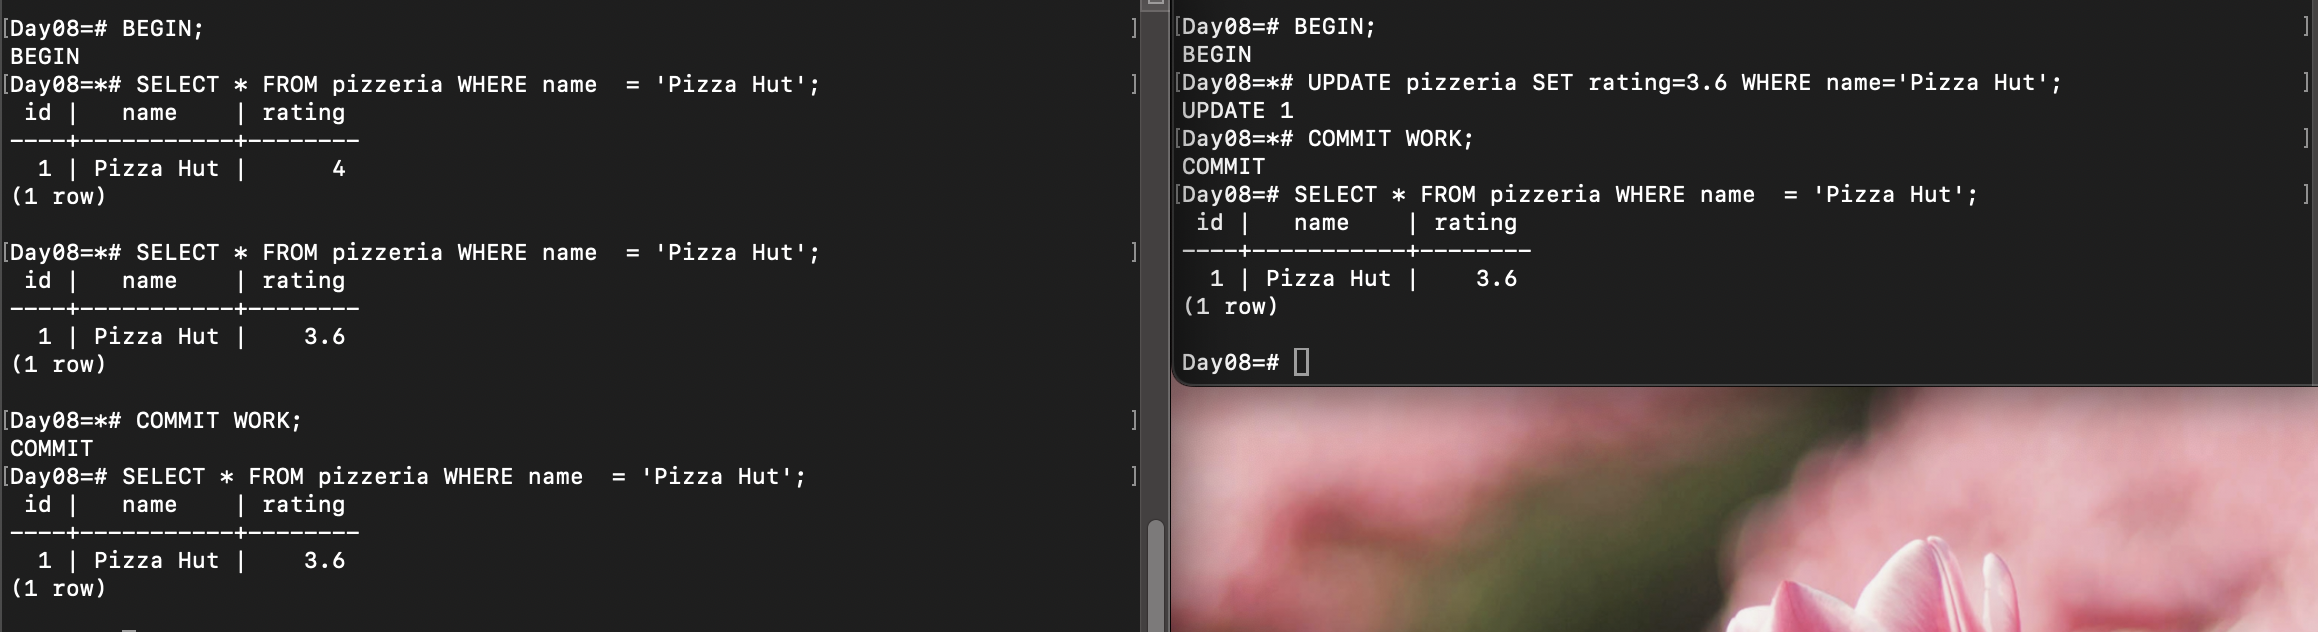 Day08=# BEGIN;
BEGIN
Day08=*# SELECT * FROM pizzeria WHERE name  = 'Pizza Hut';
 id |   name    | rating
----+-----------+--------
  1 | Pizza Hut |      4
(1 row)
Day08=*# SELECT * FROM pizzeria WHERE name  = 'Pizza Hut';
 id |   name    | rating
----+-----------+--------
  1 | Pizza Hut |    3.6
(1 row)
Day08=*# COMMIT WORK;
COMMIT
Day08=# SELECT * FROM pizzeria WHERE name  = 'Pizza Hut';
 id |   name    | rating
----+-----------+--------
  1 | Pizza Hut |    3.6
(1 row)
Day08=# BEGIN;
BEGIN
Day08=*# UPDATE pizzeria SET rating=3.6 WHERE name='Pizza Hut';
UPDATE 1
Day08=*# COMMIT WORK;
COMMIT
Day08=# SELECT * FROM pizzeria WHERE name  = 'Pizza Hut';
 id |   name    | rating
----+-----------+--------
  1 | Pizza Hut |    3.6
(1 row)
Day08=#